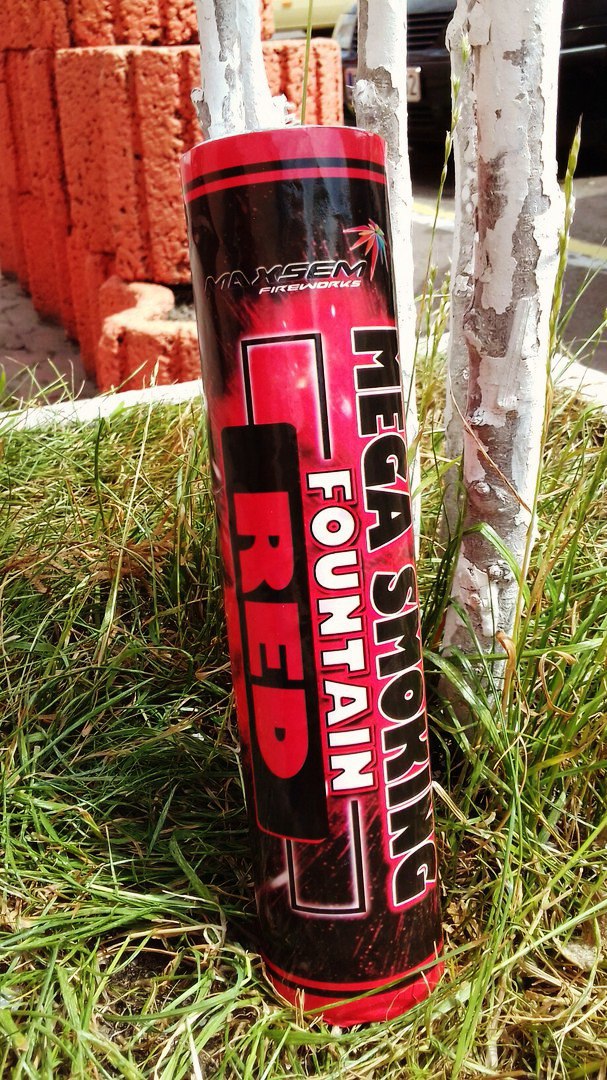 MAXSEM
FIREWORKS
MEGA SMOKING
FOUNTAIN
RED